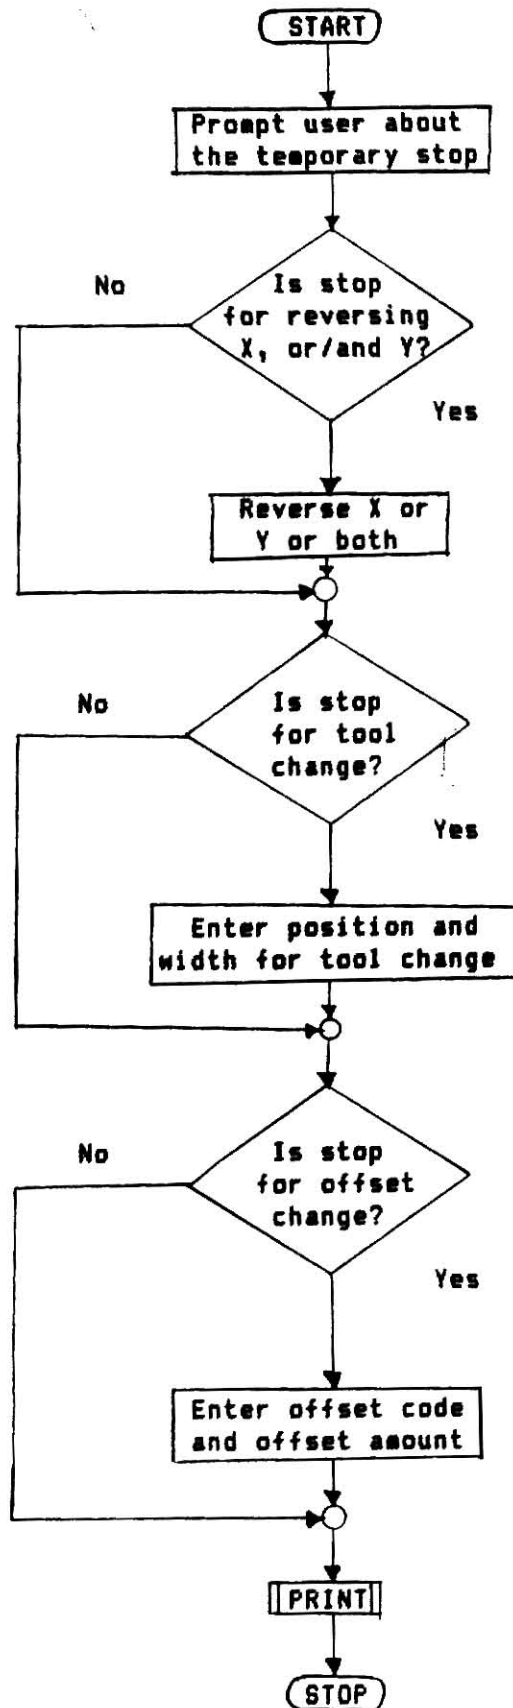 START
Prompt user about
the temporary stop
No
Is stop
for reversing
X, or/and Y?
Yes
Reverse X or
Y or both
No
Is stop
for tool
change?
Yes
Enter position and
width for tool change
No
Is stop
for offset
change?
Yes
Enter offset code
and offset amount
PRINT
STOP